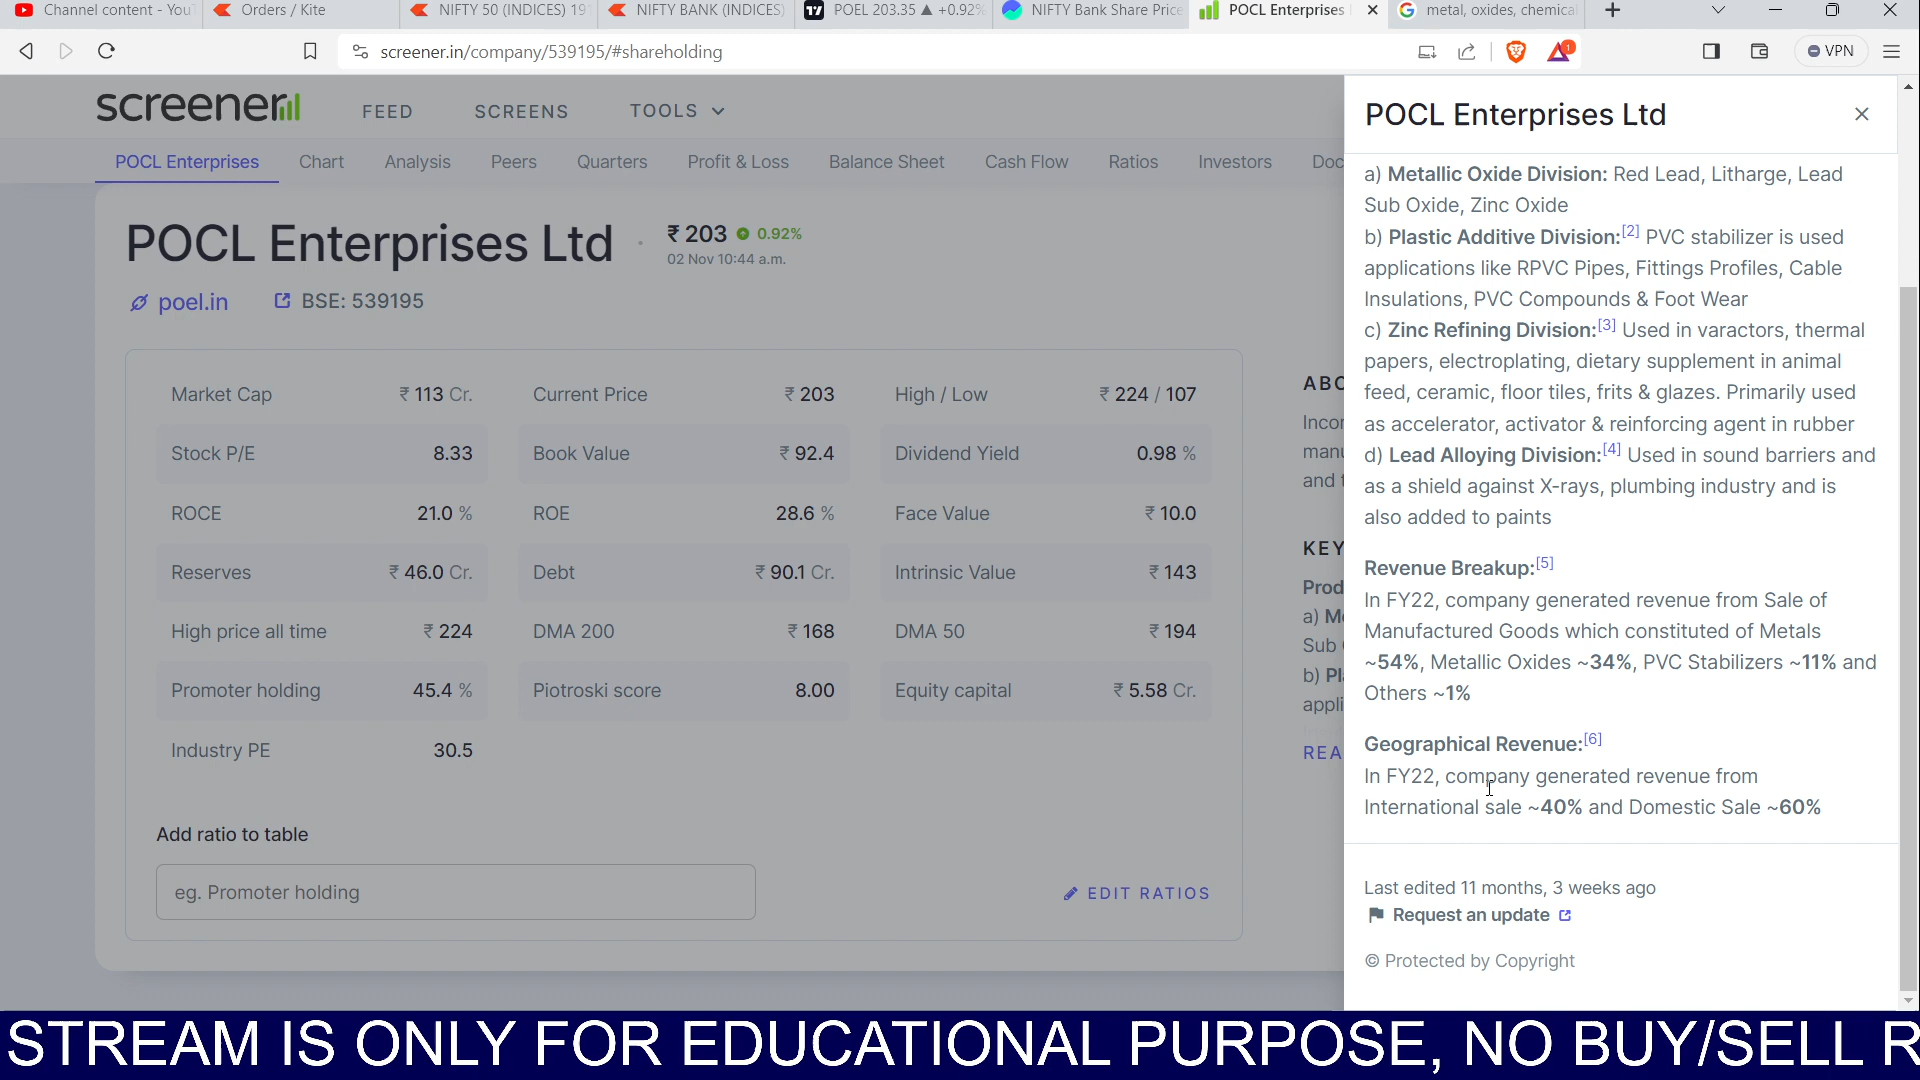 Channel content - You
Orders / Kite
NIFTY 50 (INDICES) 19
NIFTY BANK (INDICES)
POEL 203.35 ▲ +0.92%
NIFTY Bank Share Price
POCL Enterprises
metal, oxides, chemica
screener.in/company/539195/#shareholding
1
VPN
screener
FEED
SCREENS
TOOLS
POCL Enterprises
Chart
Analysis
Peers
Quarters
Profit & Loss
Balance Sheet
Cash Flow
Ratios
Investors
Doc
POCL Enterprises Ltd
₹ 203 0.92%
02 Nov 10:44 a.m.
poel.in
BSE: 539195
Market Cap ₹ 113 Cr. Current Price ₹ 203 High / Low ₹ 224 / 107
Stock P/E 8.33 Book Value ₹ 92.4 Dividend Yield 0.98 %
ROCE 21.0 % ROE 28.6 % Face Value ₹ 10.0
Reserves ₹ 46.0 Cr. Debt ₹ 90.1 Cr. Intrinsic Value ₹ 143
High price all time ₹ 224 DMA 200 ₹ 168 DMA 50 ₹ 194
Promoter holding 45.4 % Piotroski score 8.00 Equity capital ₹ 5.58 Cr.
Industry PE 30.5
Add ratio to table
eg. Promoter holding
EDIT RATIOS
ABO
Incor
manu
and t
KEY
Prod
a) Me
Sub
b) Pl
appli
REA
POCL Enterprises Ltd
a) Metallic Oxide Division: Red Lead, Litharge, Lead
Sub Oxide, Zinc Oxide
b) Plastic Additive Division:[2] PVC stabilizer is used
applications like RPVC Pipes, Fittings Profiles, Cable
Insulations, PVC Compounds & Foot Wear
c) Zinc Refining Division:[3] Used in varactors, thermal
papers, electroplating, dietary supplement in animal
feed, ceramic, floor tiles, frits & glazes. Primarily used
as accelerator, activator & reinforcing agent in rubber
d) Lead Alloying Division:[4] Used in sound barriers and
as a shield against X-rays, plumbing industry and is
also added to paints
Revenue Breakup:[5]
In FY22, company generated revenue from Sale of
Manufactured Goods which constituted of Metals
~54%, Metallic Oxides ~34%, PVC Stabilizers ~11% and
Others ~1%
Geographical Revenue:[6]
In FY22, company generated revenue from
International sale ~40% and Domestic Sale ~60%
Last edited 11 months, 3 weeks ago
Request an update
© Protected by Copyright
STREAM IS ONLY FOR EDUCATIONAL PURPOSE, NO BUY/SELL R